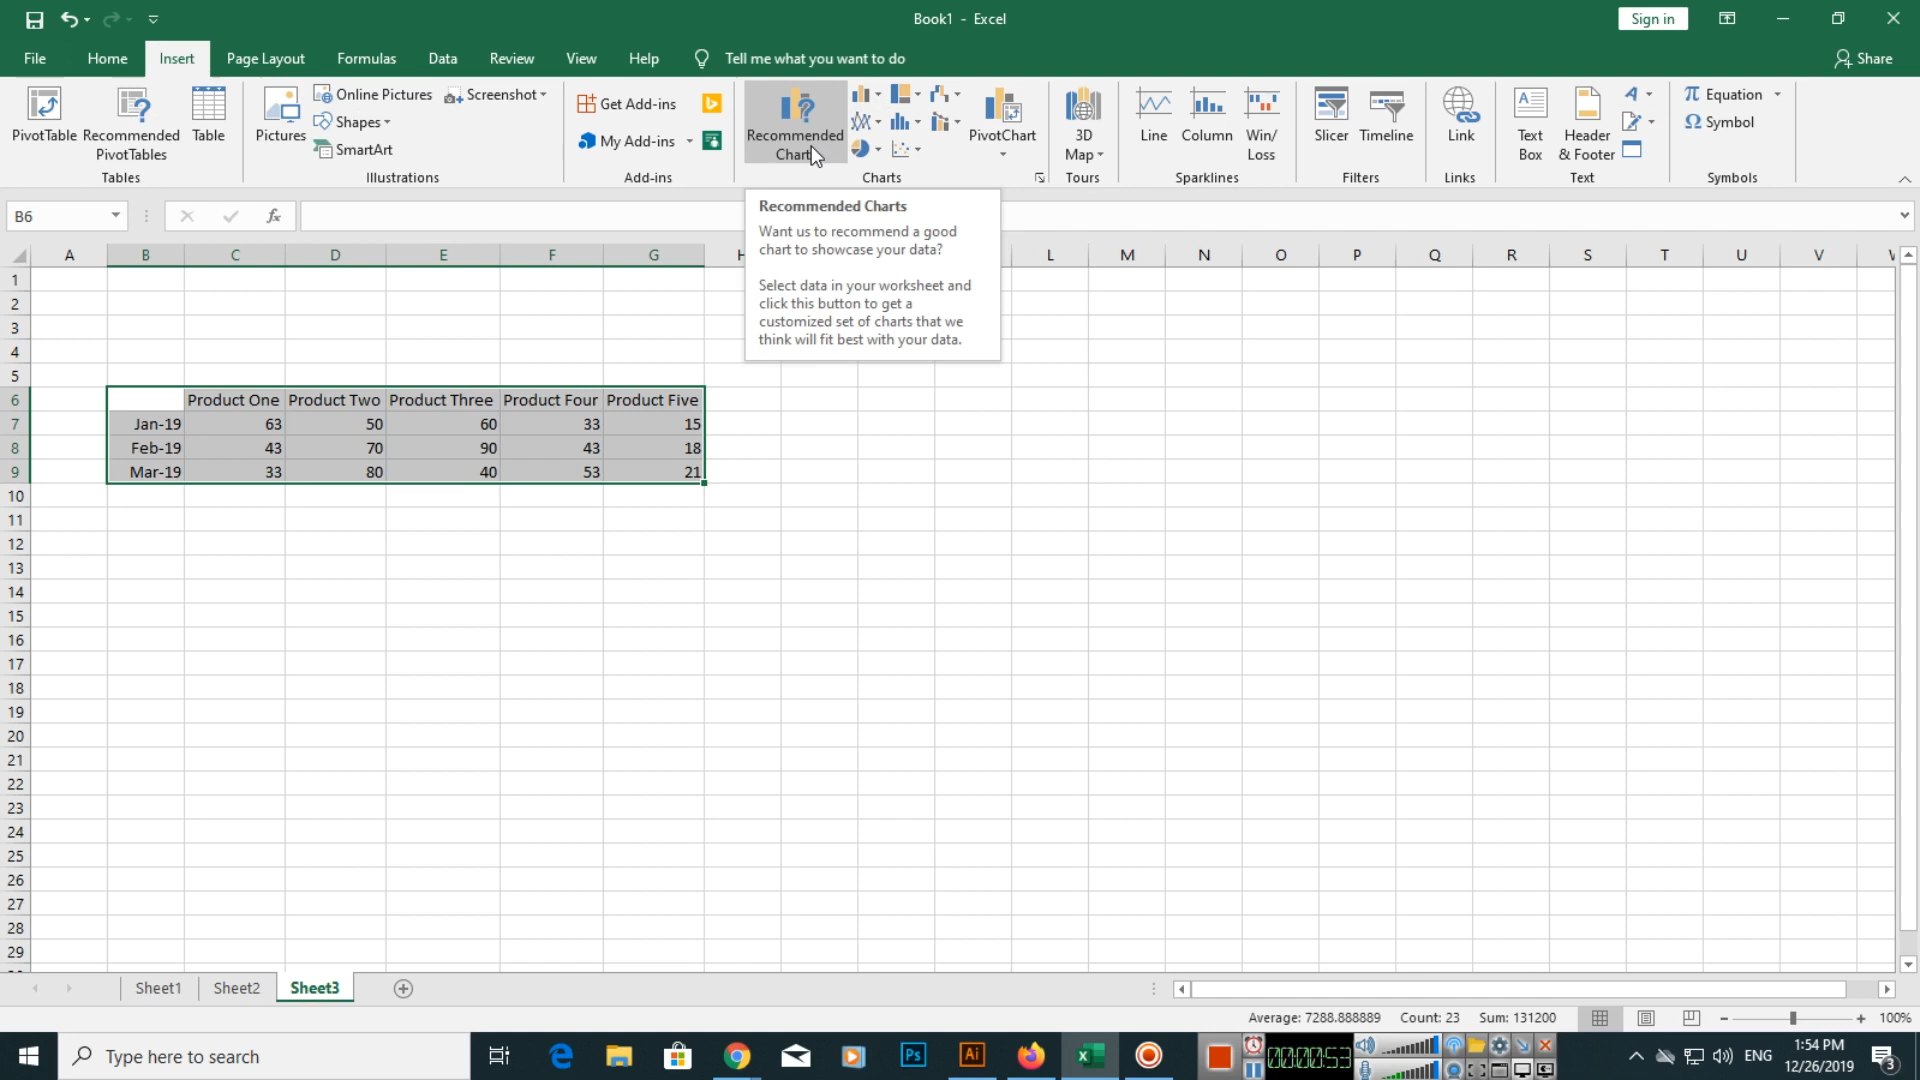 Book1 - Excel
Sign in
File Home Insert Page Layout Formulas Data Review View Help Tell me what you want to do Share
PivotTable
Recommended
PivotTables
Table
Tables
Pictures
Online Pictures
Shapes
SmartArt
Screenshot
Illustrations
Get Add-ins
My Add-ins
Add-ins
Recommended
Charts
PivotChart
Charts
3D
Map
Tours
Line
Column
Win/
Loss
Sparklines
Slicer
Timeline
Filters
Link
Links
Text
Box
Header
& Footer
Text
π Equation
Ω Symbol
Symbols
B6
fx
Recommended Charts
Want us to recommend a good
chart to showcase your data?
Select data in your worksheet and
click this button to get a
customized set of charts that we
think will fit best with your data.
A B C D E F G H L M N O P Q R S T U V
1
2
3
4
5
6 Product One Product Two Product Three Product Four Product Five
7 Jan-19 63 50 60 33 15
8 Feb-19 43 70 90 43 18
9 Mar-19 33 80 40 53 21
10
11
12
13
14
15
16
17
18
19
20
21
22
23
24
25
26
27
28
29
Sheet1 Sheet2 Sheet3
Average: 7288.888889 Count: 23 Sum: 131200 100%
Type here to search
Ps
Ai
00:00:53
ENG
1:54 PM
12/26/2019
3